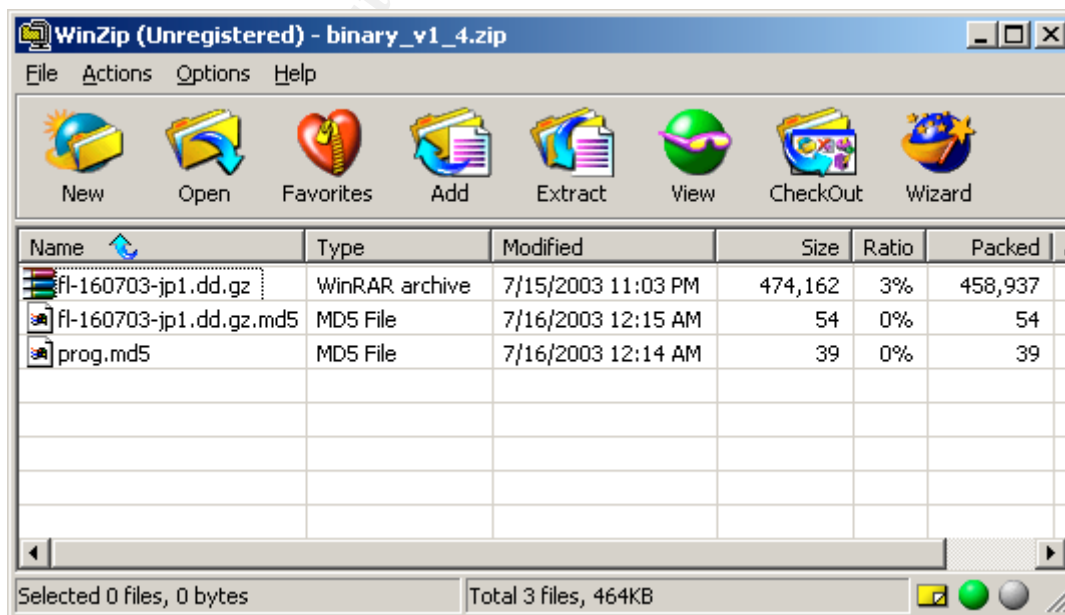 WinZip (Unregistered) - binary_v1_4.zip
File Actions Options Help
New Open Favorites Add Extract View CheckOut Wizard
Name Type Modified Size Ratio Packed
fl-160703-jp1.dd.gz WinRAR archive 7/15/2003 11:03 PM 474,162 3% 458,937
fl-160703-jp1.dd.gz.md5 MD5 File 7/16/2003 12:15 AM 54 0% 54
prog.md5 MD5 File 7/16/2003 12:14 AM 39 0% 39
Selected 0 files, 0 bytes Total 3 files, 464KB